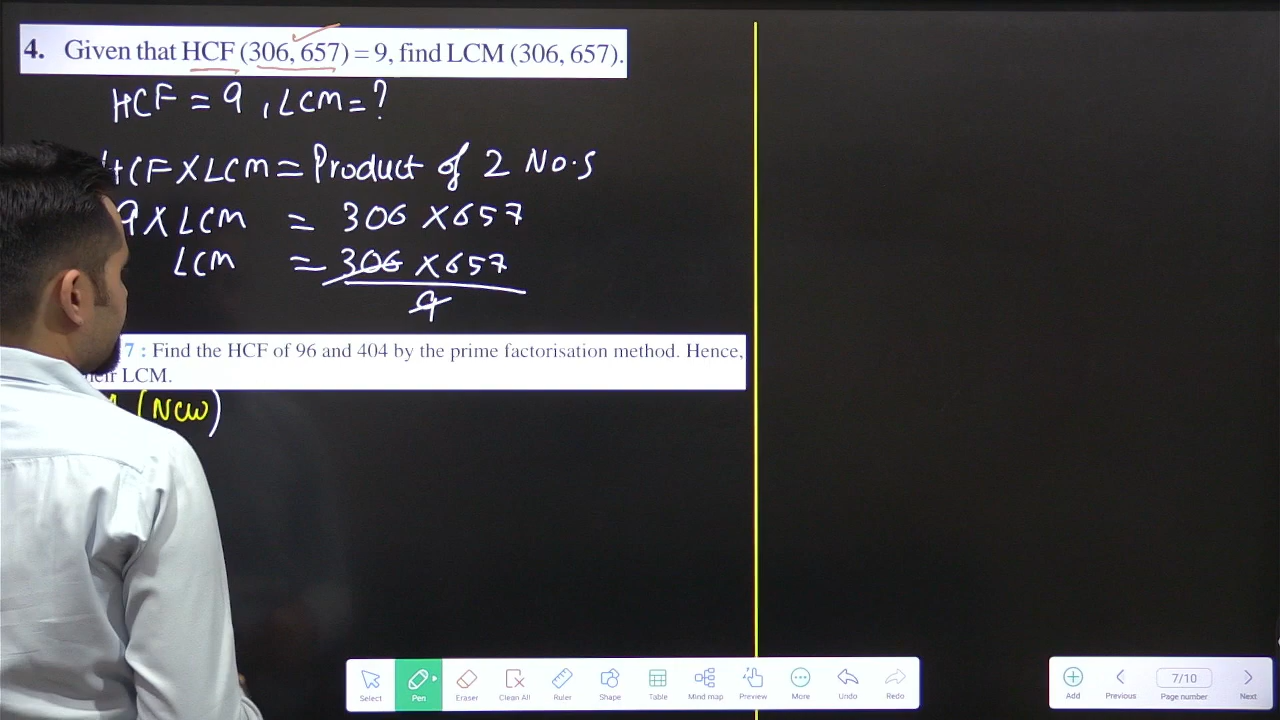 4. Given that HCF (306, 657) = 9, find LCM (306, 657).
HCF = 9 , LCM = ?
HCF X LCM = Product of 2 No.s
9 X LCM = 306 X 657
LCM = 306 X 657
9
7 : Find the HCF of 96 and 404 by the prime factorisation method. Hence,
their LCM.
(New)
Select
Pen
Eraser
Clean All
Ruler
Shape
Table
Mind map
Preview
More
Undo
Redo
Add
Previous
7/10
Page number
Next